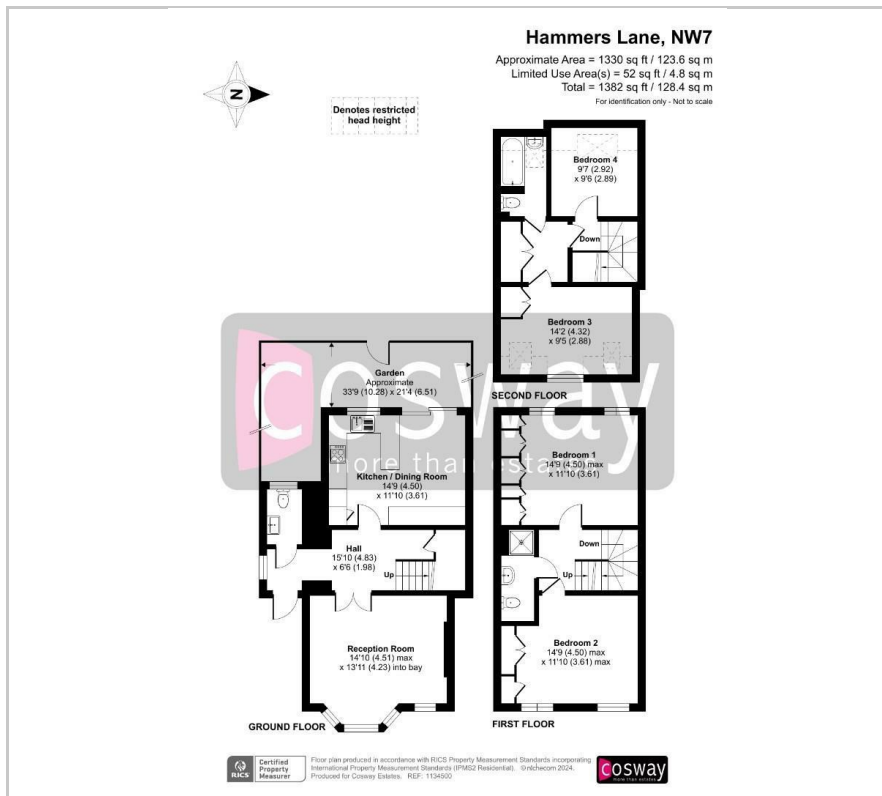 Hammers Lane, NW7
Approximate Area = 1330 sq ft / 123.6 sq m
Limited Use Area(s) = 52 sq ft / 4.8 sq m
Total = 1382 sq ft / 128.4 sq m
For identification only - Not to scale
N
Denotes restricted
head height
Bedroom 4
9'7 (2.92)
x 9'6 (2.89)
Down
Bedroom 3
14'2 (4.32)
x 9'5 (2.88)
SECOND FLOOR
cosway
more than estates
Garden
Approximate
33'9 (10.28) x 21'4 (6.51)
Kitchen / Dining Room
14'9 (4.50)
x 11'10 (3.61)
Hall
15'10 (4.83)
x 6'6 (1.98)
Up
Reception Room
14'10 (4.51) max
x 13'11 (4.23) into bay
GROUND FLOOR
Bedroom 1
14'9 (4.50) max
x 11'10 (3.61)
Down
Up
Bedroom 2
14'9 (4.50) max
x 11'10 (3.61) max
FIRST FLOOR
RICS
Certified
Property
Measurer
Floor plan produced in accordance with RICS Property Measurement Standards incorporating
International Property Measurement Standards (IPMS2 Residential). ©nichecom 2024.
Produced for Cosway Estates. REF: 1134500
cosway
more than estates